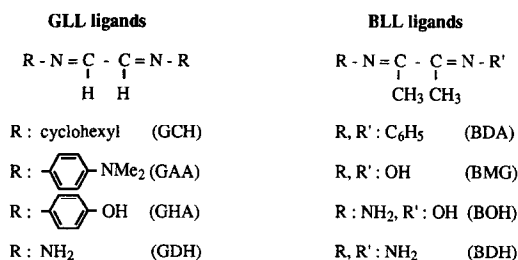 GLL ligands
R - N = C - C = N - R
H H
R : cyclohexyl (GCH)
R : NMe2 (GAA)
R : OH (GHA)
R : NH2 (GDH)
BLL ligands
R - N = C - C = N - R'
CH3 CH3
R, R' : C6H5 (BDA)
R, R' : OH (BMG)
R : NH2, R' : OH (BOH)
R, R' : NH2 (BDH)